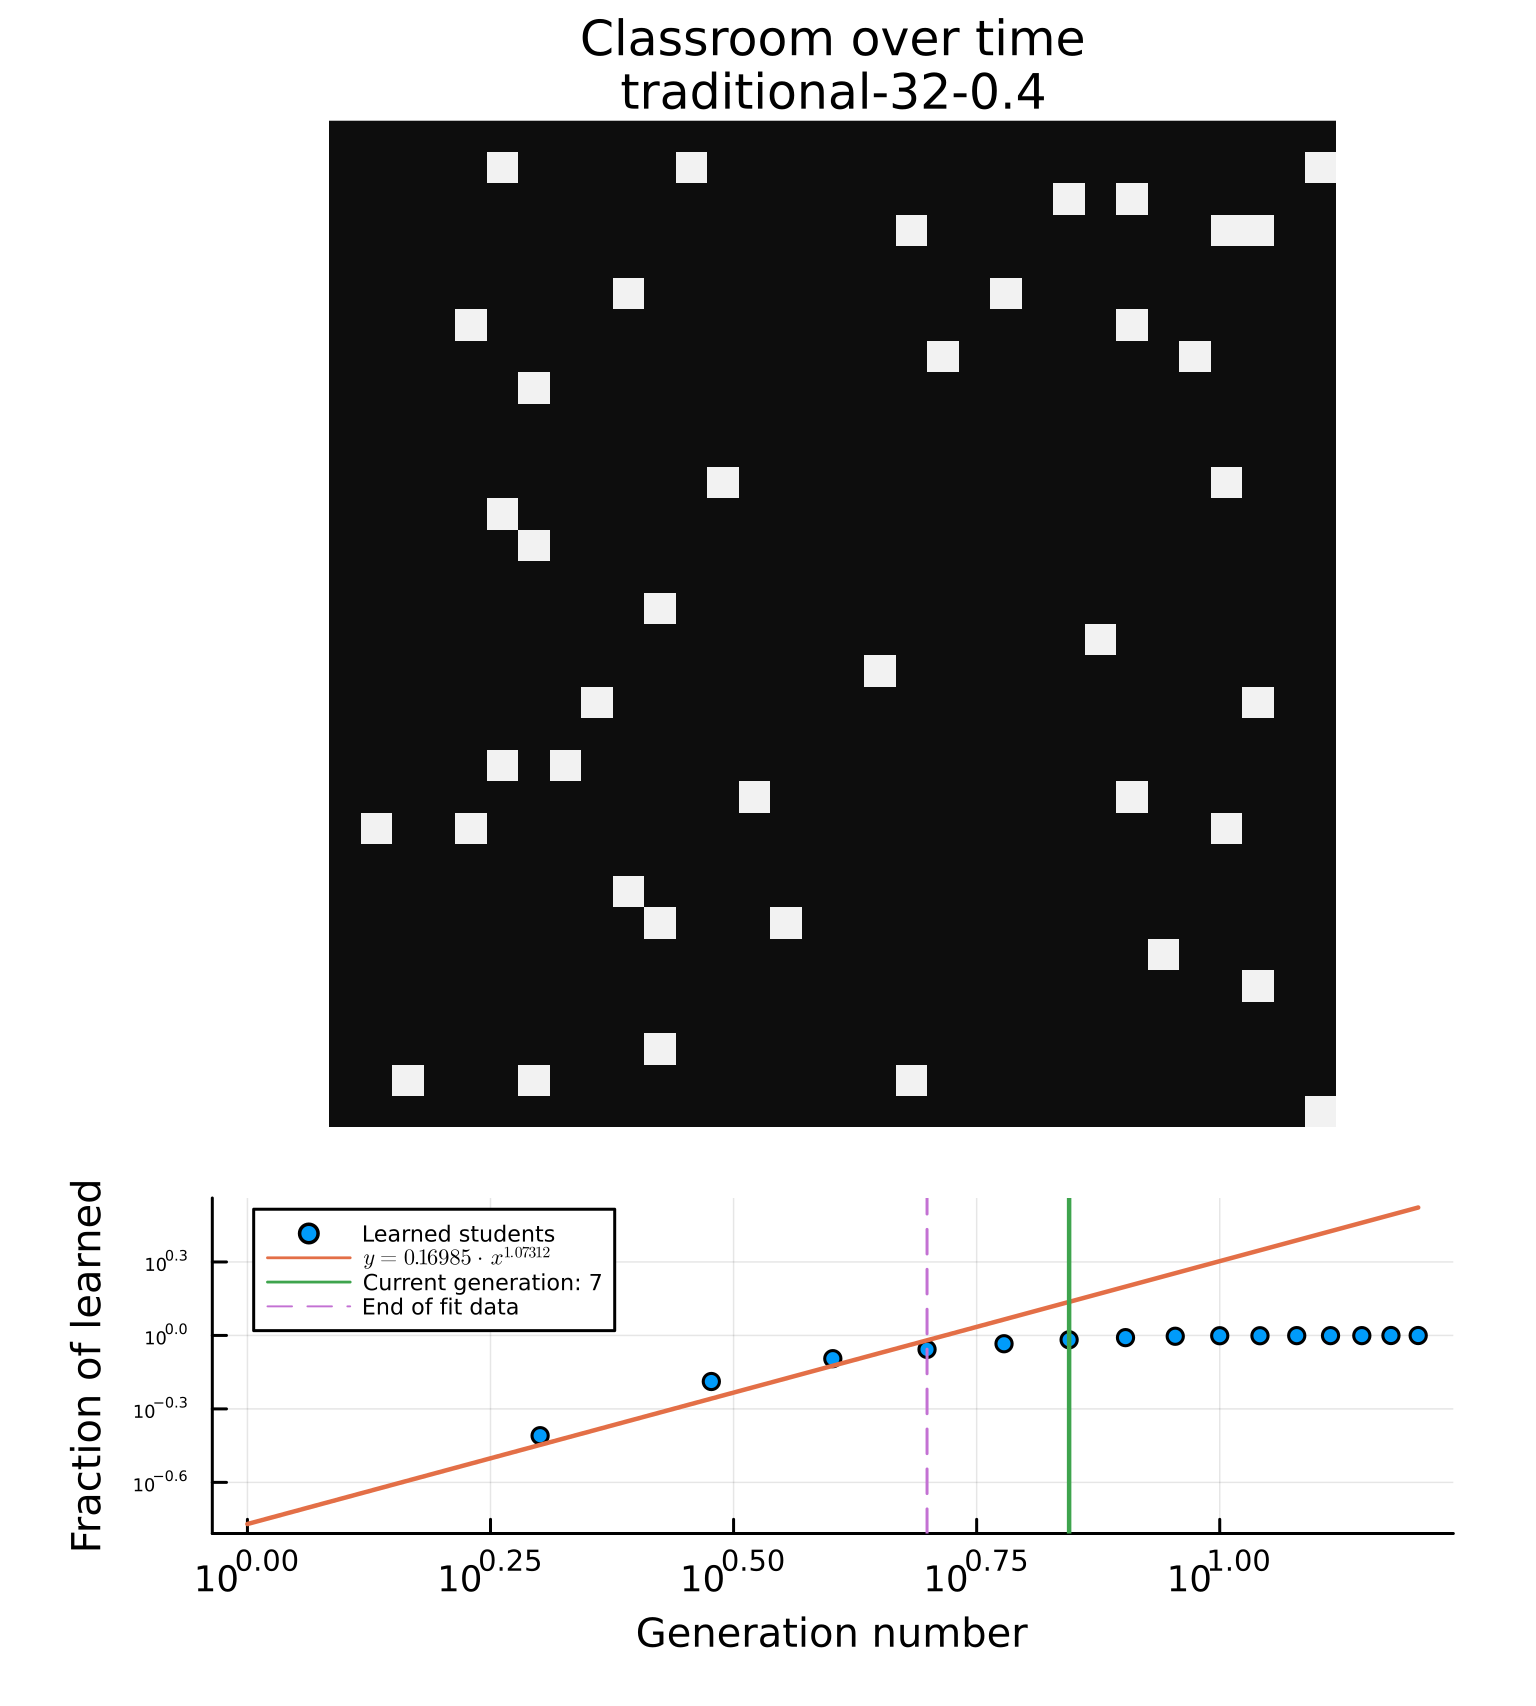 Classroom over time
traditional-32-0.4
Fraction of learned
10^0.3
10^0.0
10^−0.3
10^−0.6
Learned students
y = 0.16985 · x^1.07312
Current generation: 7
End of fit data
10^0.00 10^0.25 10^0.50 10^0.75 10^1.00
Generation number